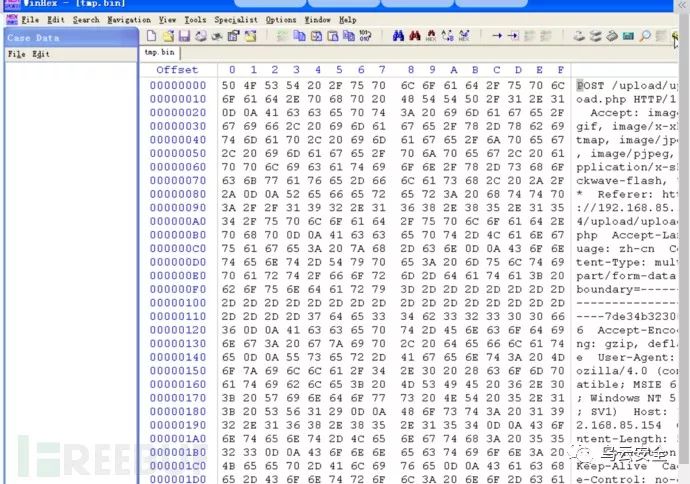 WinHex - [tmp.bin]
File Edit Search Navigation View Tools Specialist Options Window Help
Case Data
File Edit
tmp.bin
Offset 0 1 2 3 4 5 6 7 8 9 A B C D E F
00000000 50 4F 53 54 20 2F 75 70 6C 6F 61 64 2F 75 70 6C POST /upload/u
00000010 6F 61 64 2E 70 68 70 20 48 54 54 50 2F 31 2E 31 oad.php HTTP/1
00000020 0D 0A 41 63 63 65 70 74 3A 20 69 6D 61 67 65 2F Accept: imag
00000030 67 69 66 2C 20 69 6D 61 67 65 2F 78 2D 78 62 69 gif, image/x-x
00000040 74 6D 61 70 2C 20 69 6D 61 67 65 2F 6A 70 65 67 tmap, image/jp
00000050 2C 20 69 6D 61 67 65 2F 70 6A 70 65 67 2C 20 61 , image/pjpeg,
00000060 70 70 6C 69 63 61 74 69 6F 6E 2F 78 2D 73 68 6F pplication/x-s
00000070 63 6B 77 61 76 65 2D 66 6C 61 73 68 2C 20 2A 2F ckwave-flash,
00000080 2A 0D 0A 52 65 66 65 72 65 72 3A 20 68 74 74 70 * Referer: ht
00000090 3A 2F 2F 31 39 32 2E 31 36 38 2E 38 35 2E 31 35 ://192.168.85.
000000A0 34 2F 75 70 6C 6F 61 64 2F 75 70 6C 6F 61 64 2E 4/upload/uploa
000000B0 70 68 70 0D 0A 41 63 63 65 70 74 2D 4C 61 6E 67 php Accept-La
000000C0 75 61 67 65 3A 20 7A 68 2D 63 6E 0D 0A 43 6F 6E uage: zh-cn C
000000D0 74 65 6E 74 2D 54 79 70 65 3A 20 6D 75 6C 74 69 tent-Type: mul
000000E0 70 61 72 74 2F 66 6F 72 6D 2D 64 61 74 61 3B 20 part/form-data
000000F0 62 6F 75 6E 64 61 72 79 3D 2D 2D 2D 2D 2D 2D 2D boundary=-----
00000100 2D 2D 2D 2D 2D 2D 2D 2D 2D 2D 2D 2D 2D 2D 2D 2D --------------
00000110 2D 2D 2D 2D 37 64 65 33 34 62 33 32 33 30 30 66 ----7de34b3230
00000120 36 0D 0A 41 63 63 65 70 74 2D 45 6E 63 6F 64 69 6 Accept-Enco
00000130 6E 67 3A 20 67 7A 69 70 2C 20 64 65 66 6C 61 74 ng: gzip, defl
00000140 65 0D 0A 55 73 65 72 2D 41 67 65 6E 74 3A 20 4D e User-Agent:
00000150 6F 7A 69 6C 6C 61 2F 34 2E 30 20 28 63 6F 6D 70 ozilla/4.0 (co
00000160 61 74 69 62 6C 65 3B 20 4D 53 49 45 20 36 2E 30 atible; MSIE 6
00000170 3B 20 57 69 6E 64 6F 77 73 20 4E 54 20 35 2E 31 ; Windows NT 5
00000180 3B 20 53 56 31 29 0D 0A 48 6F 73 74 3A 20 31 39 ; SV1) Host:
00000190 32 2E 31 36 38 2E 38 35 2E 31 35 34 0D 0A 43 6F 2.168.85.154 C
000001A0 6E 74 65 6E 74 2D 4C 65 6E 67 74 68 3A 20 35 35 ntent-Length:
000001B0 32 33 0D 0A 43 6F 6E 6E 65 63 74 69 6F 6E 3A 20
000001C0 4B 65 65 70 2D 41 6C 69 76 65 0D 0A 43 61 63 68 Keep-Alive Ca
65 2D 43 6F 6E 74 72 6F 6C 3A 20 6E 6F 2D 63 61 e-Control: no-
FREEBUF
乌云安全